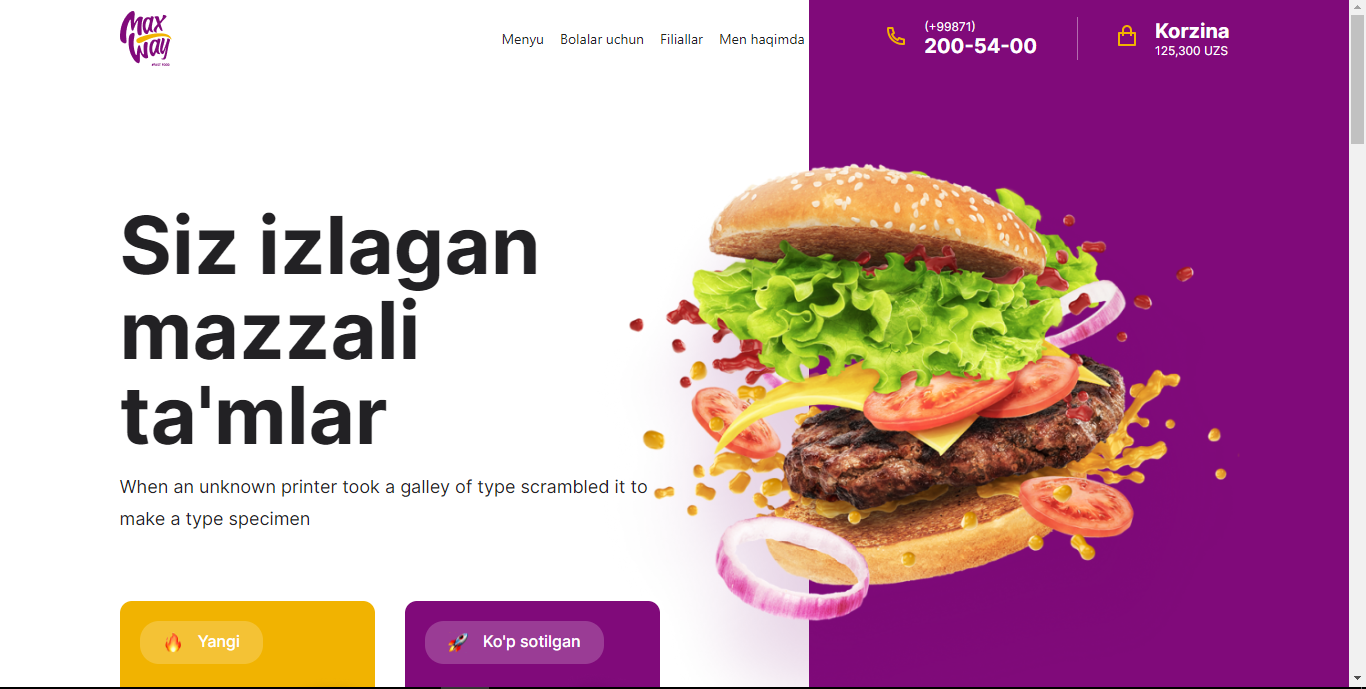 Max
Way
Menyu Bolalar uchun Filiallar Men haqimda
(+99871)
200-54-00
Korzina
125,300 UZS
Siz izlagan
mazzali
ta'mlar
When an unknown printer took a galley of type scrambled it to
make a type specimen
Yangi
Ko'p sotilgan